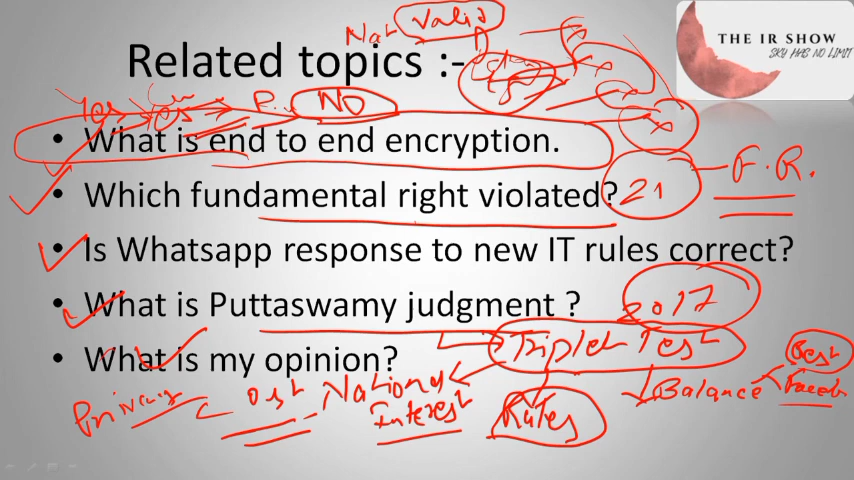 Not Valid
THE IR SHOW
SKY HAS NO LIMIT
Related topics :-
Yes, Yes
NO
• What is end to end encryption.
• Which fundamental right violated?
21
F.R.
• Is Whatsapp response to new IT rules correct?
• What is Puttaswamy judgment ?
2017
Triplet Test
• What is my opinion?
National
Interest
Rules
Balance
Best
Privacy